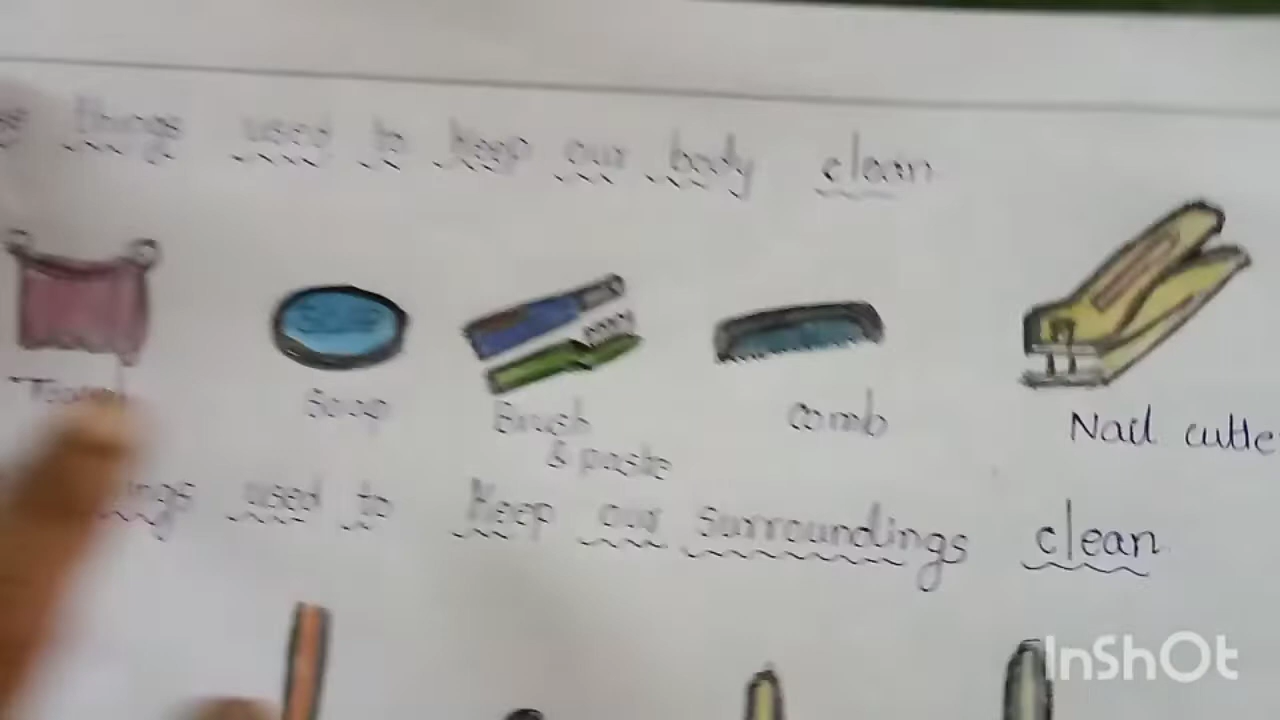 things used to keep our body clean
Towel Soap Brush comb Nail cutte
& paste
used to keep our surroundings clean
InShOt